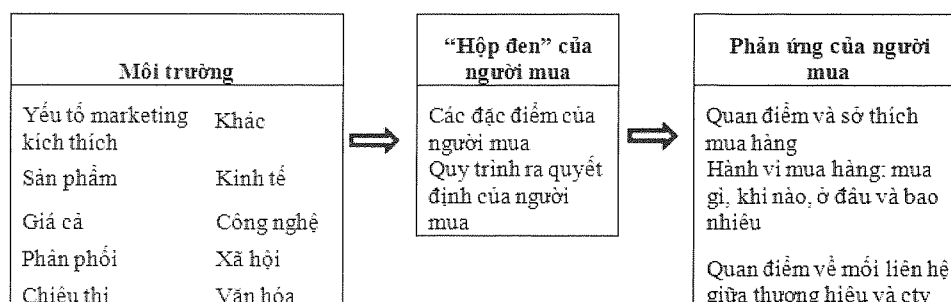 Môi trường
Yếu tố marketing kích thích
Khác
Sản phẩm
Kinh tế
Giá cả
Công nghệ
Phân phối
Xã hội
Chiêu thị
Văn hóa
“Hộp đen” của
người mua
Các đặc điểm của
người mua
Quy trình ra quyết
định của người
mua
Phản ứng của người
mua
Quan điểm và sở thích
mua hàng
Hành vi mua hàng: mua
gì, khi nào, ở đâu và bao
nhiêu
Quan điểm về mối liên hệ
giữa thương hiệu và cty